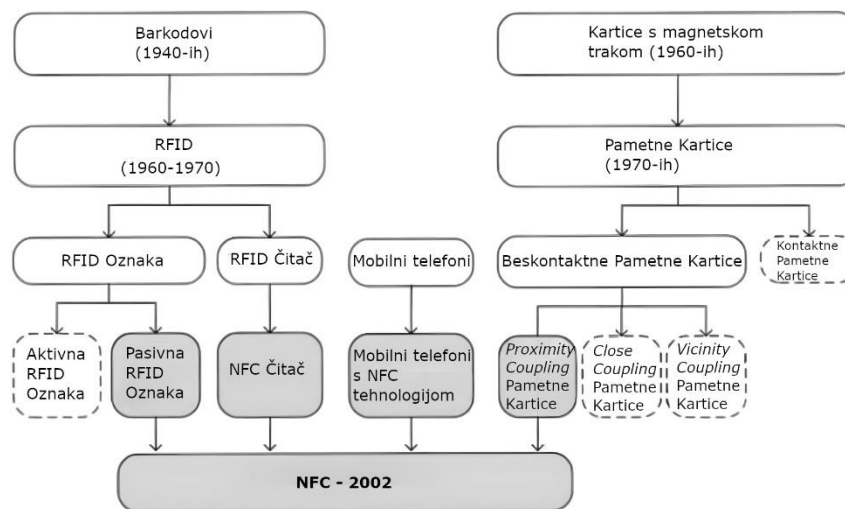 Barkodovi
(1940-ih)
Kartice s magnetskom
trakom (1960-ih)
RFID
(1960-1970)
Pametne Kartice
(1970-ih)
RFID Oznaka
RFID Čitač
Mobilni telefoni
Beskontaktne Pametne Kartice
Kontaktne
Pametne
Kartice
Aktivna
RFID
Oznaka
Pasivna
RFID
Oznaka
NFC Čitač
Mobilni telefoni
s NFC
tehnologijom
Proximity
Coupling
Pametne
Kartice
Close
Coupling
Pametne
Kartice
Vicinity
Coupling
Pametne
Kartice
NFC - 2002